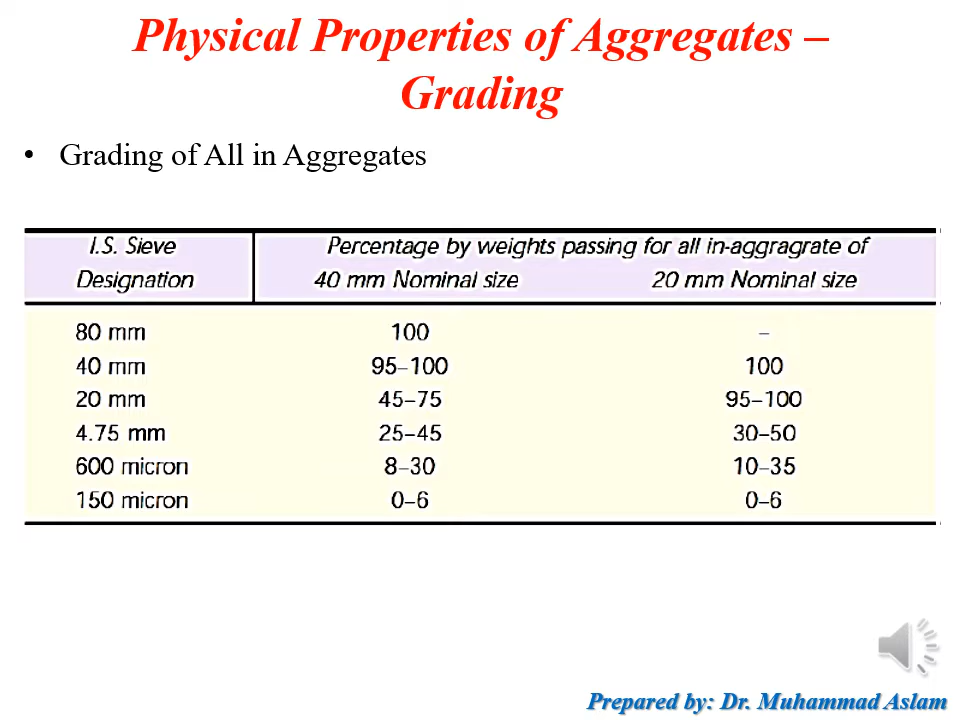 Physical Properties of Aggregates –
Grading
• Grading of All in Aggregates
I.S. Sieve Percentage by weights passing for all in-aggragrate of
Designation 40 mm Nominal size 20 mm Nominal size
80 mm 100 –
40 mm 95–100 100
20 mm 45–75 95–100
4.75 mm 25–45 30–50
600 micron 8–30 10–35
150 micron 0–6 0–6
Prepared by: Dr. Muhammad Aslam